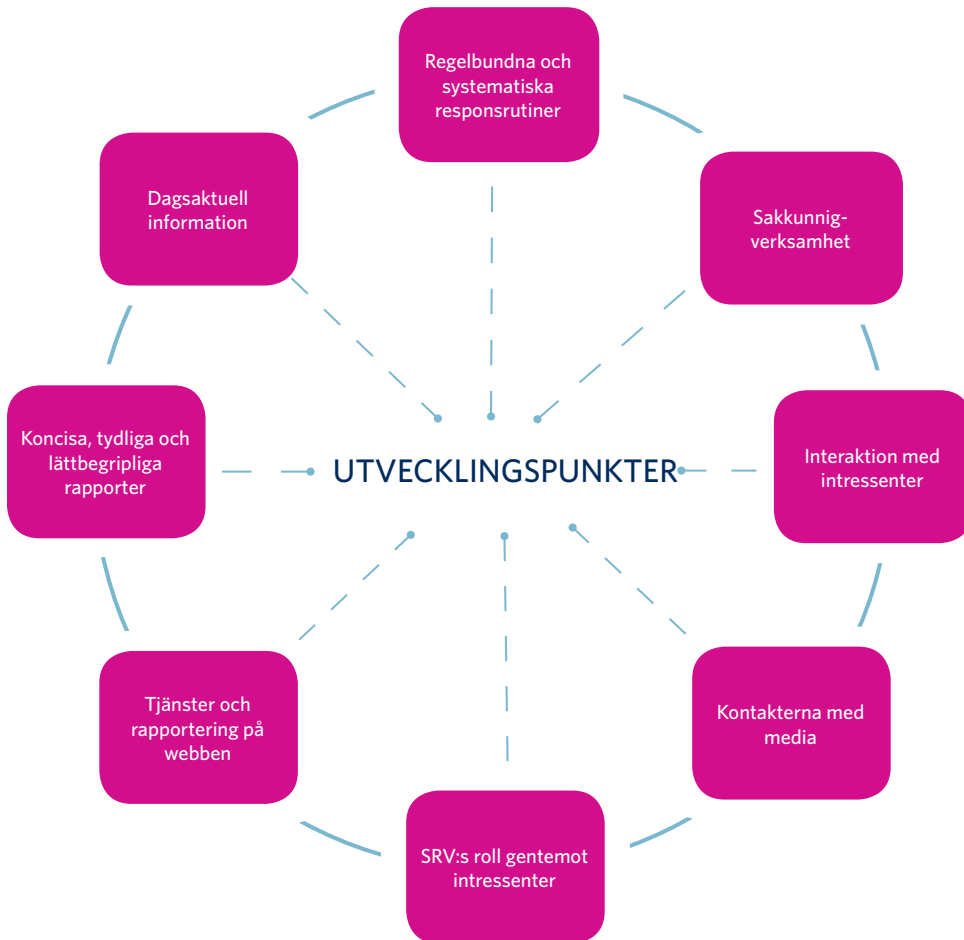 Regelbundna och
systematiska
responsrutiner
Dagsaktuell
information
Sakkunnig-
verksamhet
Koncisa, tydliga och
lättbegripliga
rapporter
UTVECKLINGSPUNKTER
Interaktion med
intressenter
Tjänster och
rapportering på
webben
Kontakterna med
media
SRV:s roll gentemot
intressenter